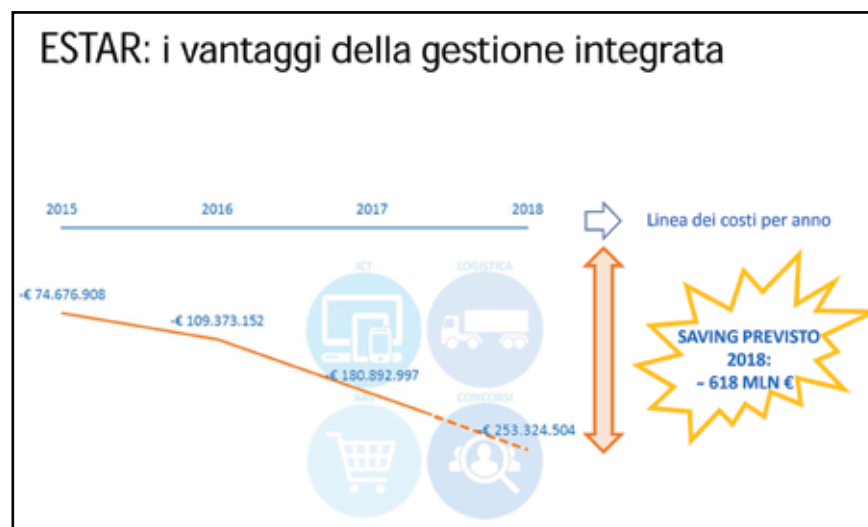 ESTAR: i vantaggi della gestione integrata
2015 2016 2017 2018
Linea dei costi per anno
ICT LOGISTICA
-€ 74.676.908
-€ 109.373.152
SAVING PREVISTO
2018:
~ 618 MLN €
-€ 180.892.997
CONCORSI
-€ 253.324.504